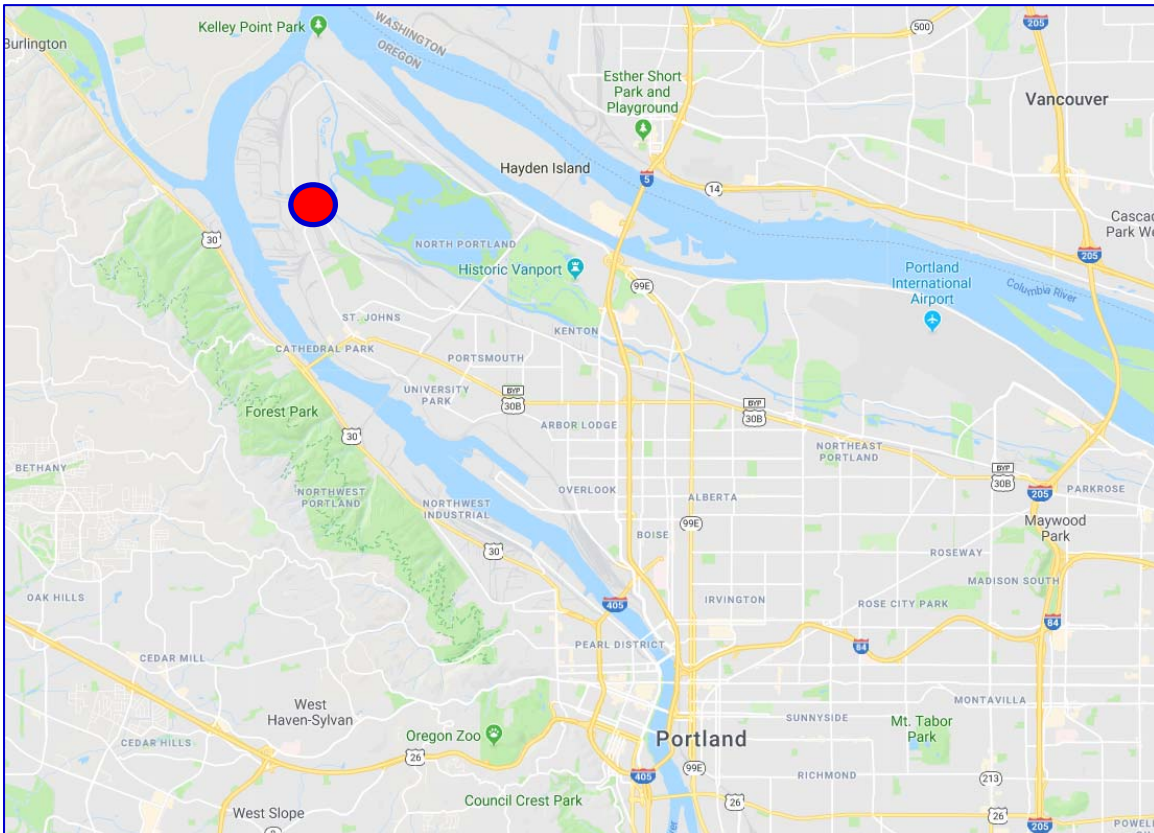 Kelley Point Park
WASHINGTON
OREGON
500
205
Burlington
Esther Short
Park and
Playground
Vancouver
Hayden Island
5
14
30
Cascad
Park We
NORTH PORTLAND
Historic Vanport
99E
Portland
International
Airport
205
Columbia River
ST. JOHNS
KENTON
CATHEDRAL PARK
PORTSMOUTH
UNIVERSITY
PARK
BYP
30B
BYP
30B
Forest Park
30
ARBOR LODGE
NORTHEAST
PORTLAND
BETHANY
BYP
30B
NORTHWEST
PORTLAND
NORTHWEST
INDUSTRIAL
OVERLOOK
ALBERTA
205
PARKROSE
99E
Maywood
Park
30
BOISE
ROSEWAY
MADISON SOUTH
OAK HILLS
405
IRVINGTON
ROSE CITY PARK
84
PEARL DISTRICT
84
CEDAR MILL
West
Haven-Sylvan
MONTAVILLA
SUNNYSIDE
Mt. Tabor
Park
CEDAR HILLS
Oregon Zoo
Portland
26
99E
405
RICHMOND
213
West Slope
Council Crest Park
26
26
205
POWELL